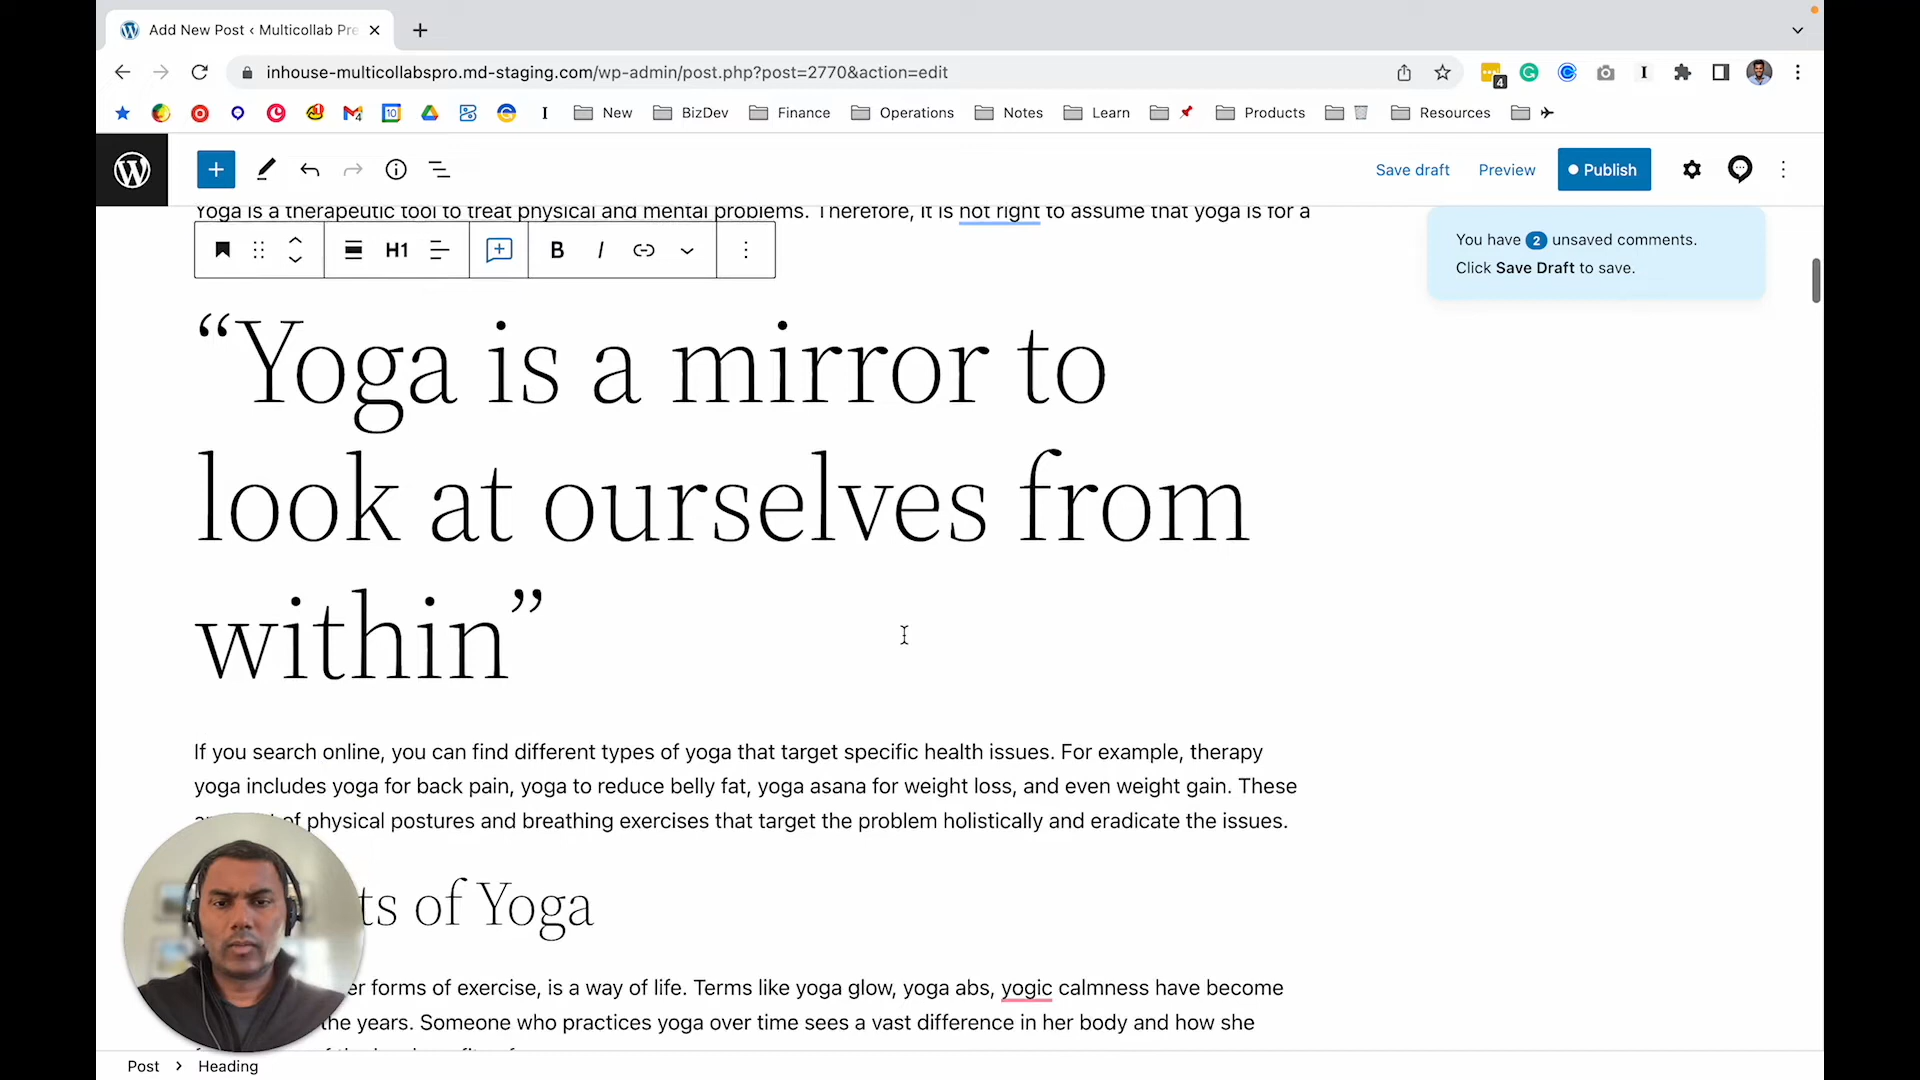 Add New Post ‹ Multicollab Pre
inhouse-multicollabspro.md-staging.com/wp-admin/post.php?post=2770&action=edit
4
10
New
BizDev
Finance
Operations
Notes
Learn
Products
Resources
Save draft
Preview
Publish
Yoga is a therapeutic tool to treat physical and mental problems. Therefore, it is not right to assume that yoga is for a
H1
B
I
You have 2 unsaved comments.
Click Save Draft to save.
“Yoga is a mirror to
look at ourselves from
within”
If you search online, you can find different types of yoga that target specific health issues. For example, therapy
yoga includes yoga for back pain, yoga to reduce belly fat, yoga asana for weight loss, and even weight gain. These
of physical postures and breathing exercises that target the problem holistically and eradicate the issues.
ts of Yoga
er forms of exercise, is a way of life. Terms like yoga glow, yoga abs, yogic calmness have become
the years. Someone who practices yoga over time sees a vast difference in her body and how she
Post > Heading